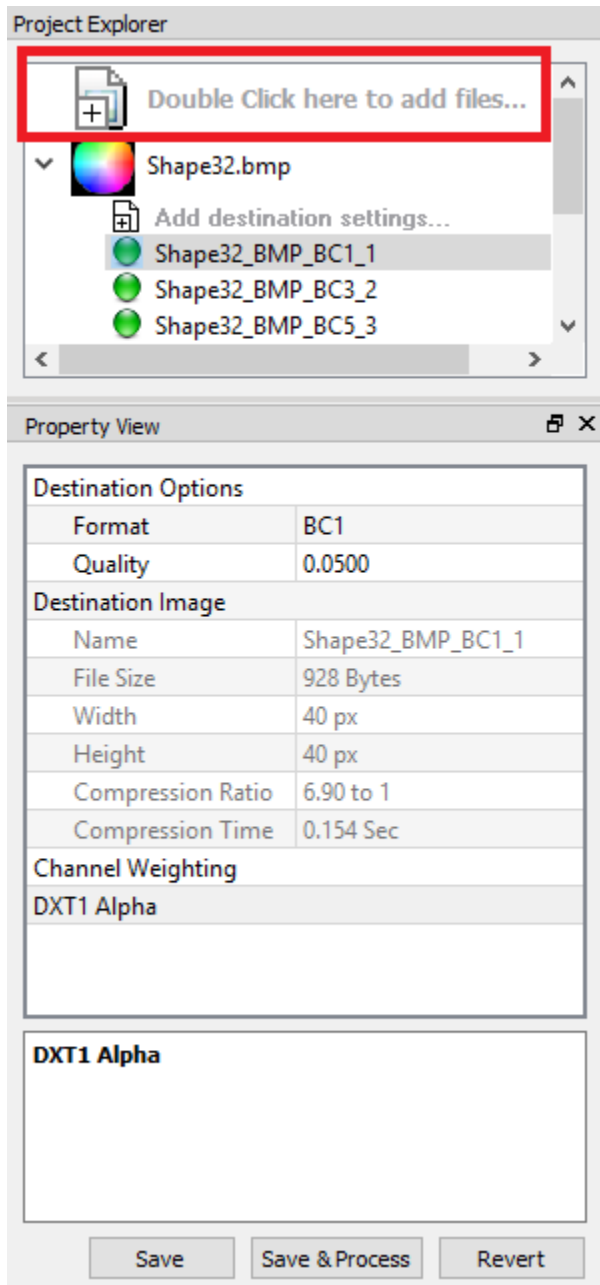 Project Explorer
Double Click here to add files...
Shape32.bmp
Add destination settings...
Shape32_BMP_BC1_1
Shape32_BMP_BC3_2
Shape32_BMP_BC5_3
Property View
Destination Options
Format BC1
Quality 0.0500
Destination Image
Name Shape32_BMP_BC1_1
File Size 928 Bytes
Width 40 px
Height 40 px
Compression Ratio 6.90 to 1
Compression Time 0.154 Sec
Channel Weighting
DXT1 Alpha
DXT1 Alpha
Save Save & Process Revert